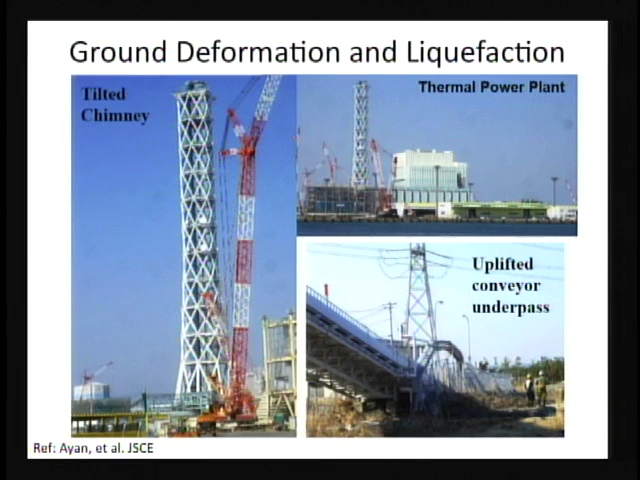 Ground Deformation and Liquefaction
Tilted
Chimney
Thermal Power Plant
Uplifted
conveyor
underpass
Ref: Ayan, et al. JSCE